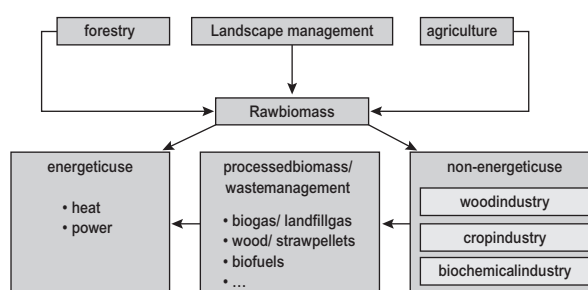 forestry
Landscape management
agriculture
Rawbiomass
energeticuse
• heat
• power
processedbiomass/
wastemanagement
• biogas/ landfillgas
• wood/ strawpellets
• biofuels
• ...
non-energeticuse
woodindustry
cropindustry
biochemicalindustry